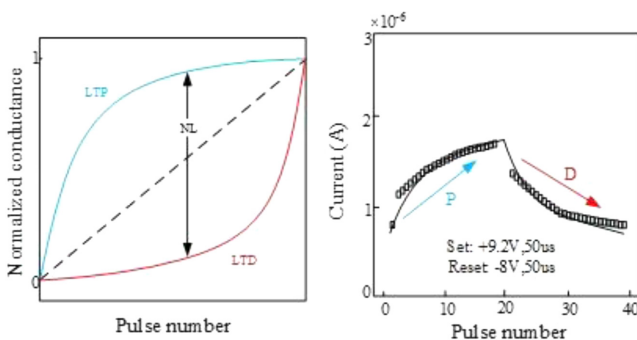 Normalized conductance
1
0
LTP
NL
LTD
Pulse number
×10⁻⁶
3
2
1
0
Current (A)
P
D
Set: +9.2V,50us
Reset: -8V,50us
0 10 20 30 40
Pulse number